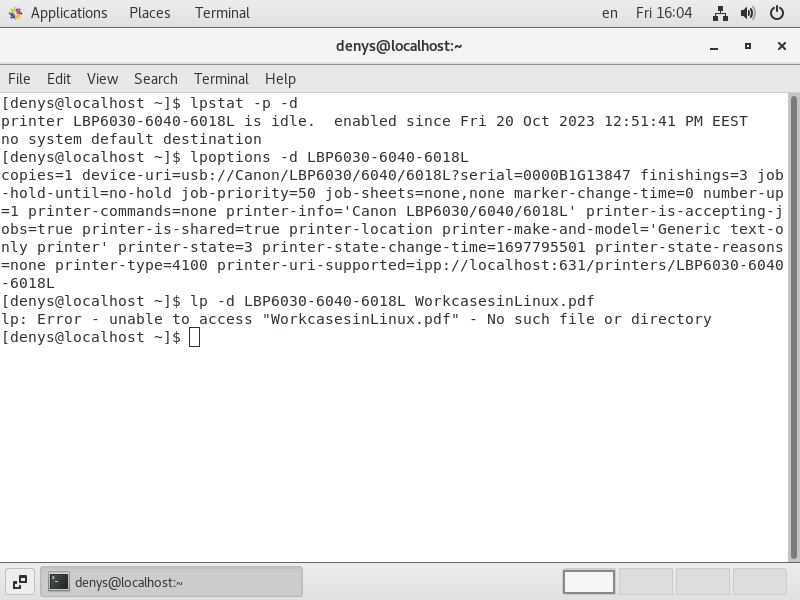 Applications Places Terminal en Fri 16:04
denys@localhost:~
File Edit View Search Terminal Help
[denys@localhost ~]$ lpstat -p -d
printer LBP6030-6040-6018L is idle.  enabled since Fri 20 Oct 2023 12:51:41 PM EEST
no system default destination
[denys@localhost ~]$ lpoptions -d LBP6030-6040-6018L
copies=1 device-uri=usb://Canon/LBP6030/6040/6018L?serial=0000B1G13847 finishings=3 job
-hold-until=no-hold job-priority=50 job-sheets=none,none marker-change-time=0 number-up
=1 printer-commands=none printer-info='Canon LBP6030/6040/6018L' printer-is-accepting-j
obs=true printer-is-shared=true printer-location printer-make-and-model='Generic text-o
nly printer' printer-state=3 printer-state-change-time=1697795501 printer-state-reasons
=none printer-type=4100 printer-uri-supported=ipp://localhost:631/printers/LBP6030-6040
-6018L
[denys@localhost ~]$ lp -d LBP6030-6040-6018L WorkcasesinLinux.pdf
lp: Error - unable to access "WorkcasesinLinux.pdf" - No such file or directory
[denys@localhost ~]$
denys@localhost:~